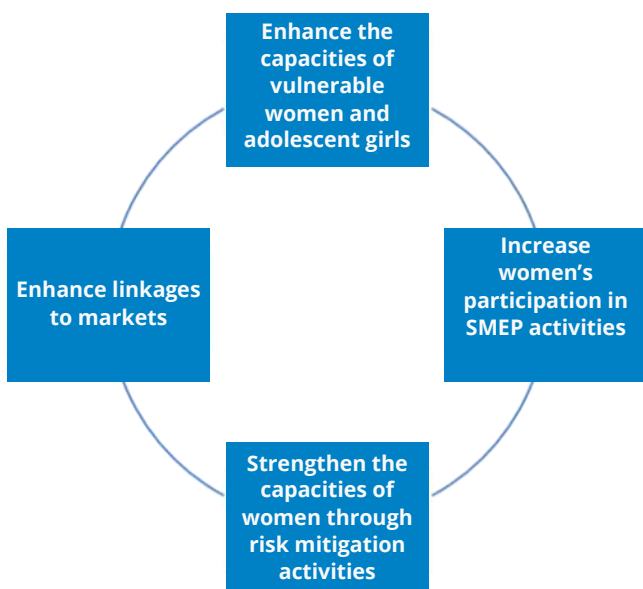 Enhance the
capacities of
vulnerable
women and
adolescent girls
Increase
women’s
participation in
SMEP activities
Strengthen the
capacities of
women through
risk mitigation
activities
Enhance linkages
to markets